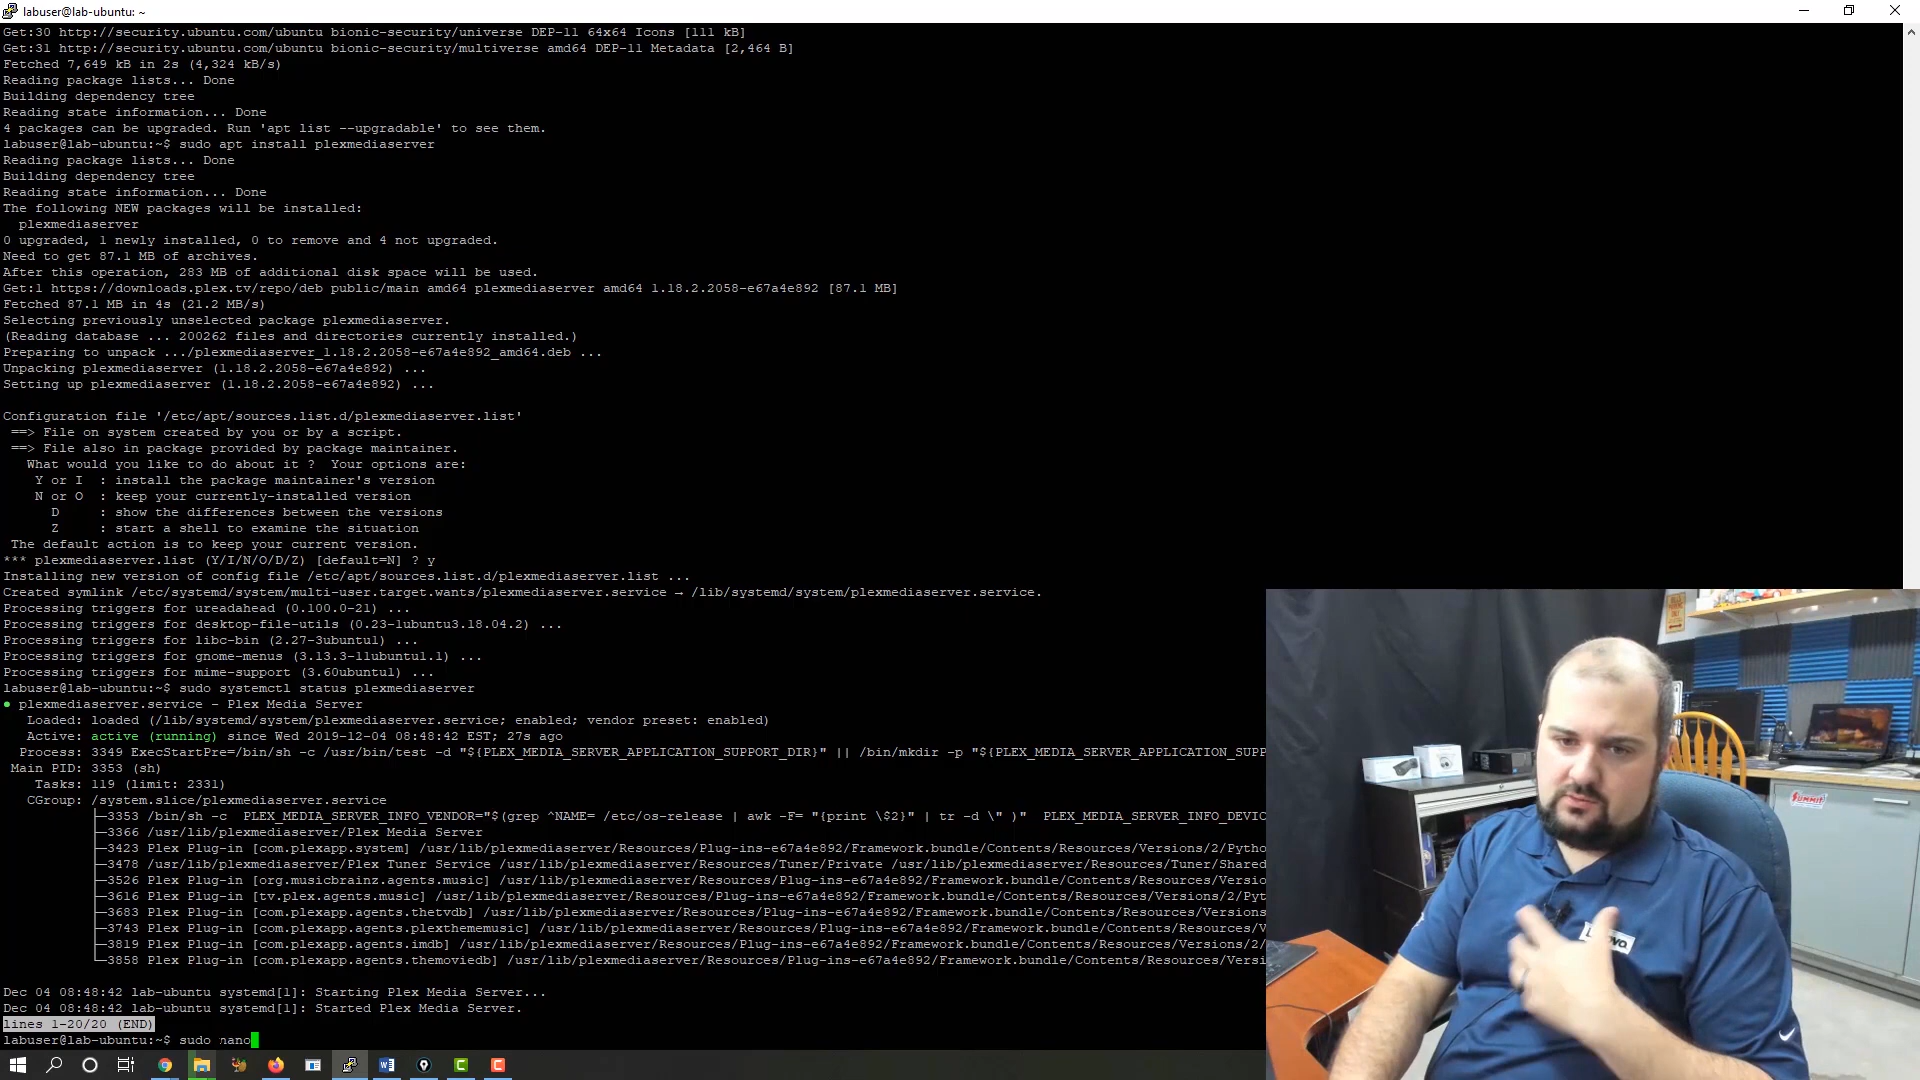 labuser@lab-ubuntu: ~
Get:30 http://security.ubuntu.com/ubuntu bionic-security/universe DEP-11 64x64 Icons [111 kB]
Get:31 http://security.ubuntu.com/ubuntu bionic-security/multiverse amd64 DEP-11 Metadata [2,464 B]
Fetched 7,649 kB in 2s (4,324 kB/s)
Reading package lists... Done
Building dependency tree
Reading state information... Done
4 packages can be upgraded. Run 'apt list --upgradable' to see them.
labuser@lab-ubuntu:~$ sudo apt install plexmediaserver
Reading package lists... Done
Building dependency tree
Reading state information... Done
The following NEW packages will be installed:
  plexmediaserver
0 upgraded, 1 newly installed, 0 to remove and 4 not upgraded.
Need to get 87.1 MB of archives.
After this operation, 283 MB of additional disk space will be used.
Get:1 https://downloads.plex.tv/repo/deb public/main amd64 plexmediaserver amd64 1.18.2.2058-e67a4e892 [87.1 MB]
Fetched 87.1 MB in 4s (21.2 MB/s)
Selecting previously unselected package plexmediaserver.
(Reading database ... 200262 files and directories currently installed.)
Preparing to unpack .../plexmediaserver_1.18.2.2058-e67a4e892_amd64.deb ...
Unpacking plexmediaserver (1.18.2.2058-e67a4e892) ...
Setting up plexmediaserver (1.18.2.2058-e67a4e892) ...
Configuration file '/etc/apt/sources.list.d/plexmediaserver.list'
 ==> File on system created by you or by a script.
 ==> File also in package provided by package maintainer.
   What would you like to do about it ?  Your options are:
    Y or I  : install the package maintainer's version
    N or O  : keep your currently-installed version
      D     : show the differences between the versions
      Z     : start a shell to examine the situation
 The default action is to keep your current version.
*** plexmediaserver.list (Y/I/N/O/D/Z) [default=N] ? y
Installing new version of config file /etc/apt/sources.list.d/plexmediaserver.list ...
Created symlink /etc/systemd/system/multi-user.target.wants/plexmediaserver.service → /lib/systemd/system/plexmediaserver.service.
Processing triggers for ureadahead (0.100.0-21) ...
Processing triggers for desktop-file-utils (0.23-1ubuntu3.18.04.2) ...
Processing triggers for libc-bin (2.27-3ubuntu1) ...
Processing triggers for gnome-menus (3.13.3-11ubuntu1.1) ...
Processing triggers for mime-support (3.60ubuntu1) ...
labuser@lab-ubuntu:~$ sudo systemctl status plexmediaserver
● plexmediaserver.service - Plex Media Server
   Loaded: loaded (/lib/systemd/system/plexmediaserver.service; enabled; vendor preset: enabled)
   Active: active (running) since Wed 2019-12-04 08:48:42 EST; 27s ago
  Process: 3349 ExecStartPre=/bin/sh -c /usr/bin/test -d "${PLEX_MEDIA_SERVER_APPLICATION_SUPPORT_DIR}" || /bin/mkdir -p "${PLEX_MEDIA_SERVER_APPLICATION_SUPP
 Main PID: 3353 (sh)
    Tasks: 119 (limit: 2331)
   CGroup: /system.slice/plexmediaserver.service
           ├─3353 /bin/sh -c  PLEX_MEDIA_SERVER_INFO_VENDOR="$(grep ^NAME= /etc/os-release | awk -F= "{print \$2}" | tr -d \" )"  PLEX_MEDIA_SERVER_INFO_DEVIC
           ├─3366 /usr/lib/plexmediaserver/Plex Media Server
           ├─3423 Plex Plug-in [com.plexapp.system] /usr/lib/plexmediaserver/Resources/Plug-ins-e67a4e892/Framework.bundle/Contents/Resources/Versions/2/Pytho
           ├─3478 /usr/lib/plexmediaserver/Plex Tuner Service /usr/lib/plexmediaserver/Resources/Tuner/Private /usr/lib/plexmediaserver/Resources/Tuner/Shared
           ├─3526 Plex Plug-in [org.musicbrainz.agents.music] /usr/lib/plexmediaserver/Resources/Plug-ins-e67a4e892/Framework.bundle/Contents/Resources/Versio
           ├─3616 Plex Plug-in [tv.plex.agents.music] /usr/lib/plexmediaserver/Resources/Plug-ins-e67a4e892/Framework.bundle/Contents/Resources/Versions/2/Pyt
           ├─3683 Plex Plug-in [com.plexapp.agents.thetvdb] /usr/lib/plexmediaserver/Resources/Plug-ins-e67a4e892/Framework.bundle/Contents/Resources/Versions
           ├─3743 Plex Plug-in [com.plexapp.agents.plexthememusic] /usr/lib/plexmediaserver/Resources/Plug-ins-e67a4e892/Framework.bundle/Contents/Resources/V
           ├─3819 Plex Plug-in [com.plexapp.agents.imdb] /usr/lib/plexmediaserver/Resources/Plug-ins-e67a4e892/Framework.bundle/Contents/Resources/Versions/2/
           └─3858 Plex Plug-in [com.plexapp.agents.themoviedb] /usr/lib/plexmediaserver/Resources/Plug-ins-e67a4e892/Framework.bundle/Contents/Resources/Versi
Dec 04 08:48:42 lab-ubuntu systemd[1]: Starting Plex Media Server...
Dec 04 08:48:42 lab-ubuntu systemd[1]: Started Plex Media Server.
lines 1-20/20 (END)
labuser@lab-ubuntu:~$ sudo nano
SUMMIT